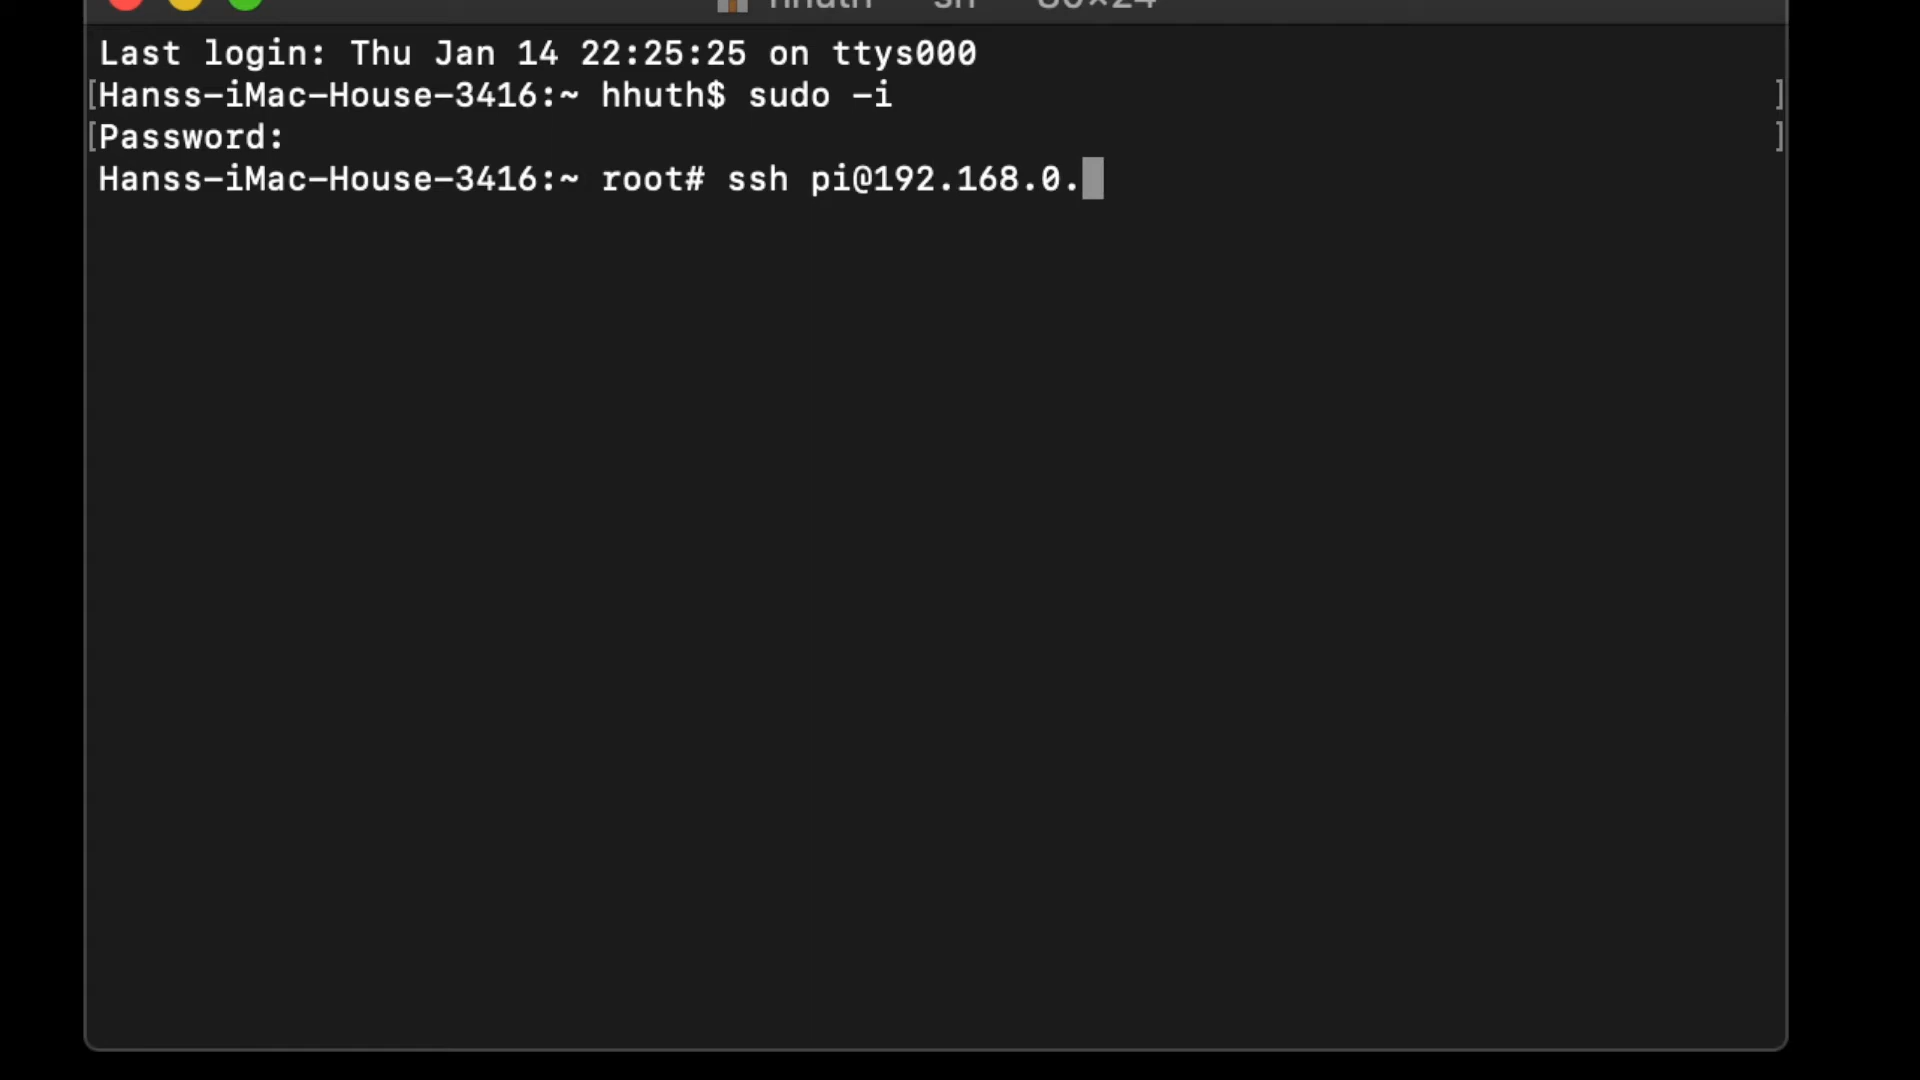 Last login: Thu Jan 14 22:25:25 on ttys000
[Hanss-iMac-House-3416:~ hhuth$ sudo -i ]
[Password: ]
Hanss-iMac-House-3416:~ root# ssh pi@192.168.0.